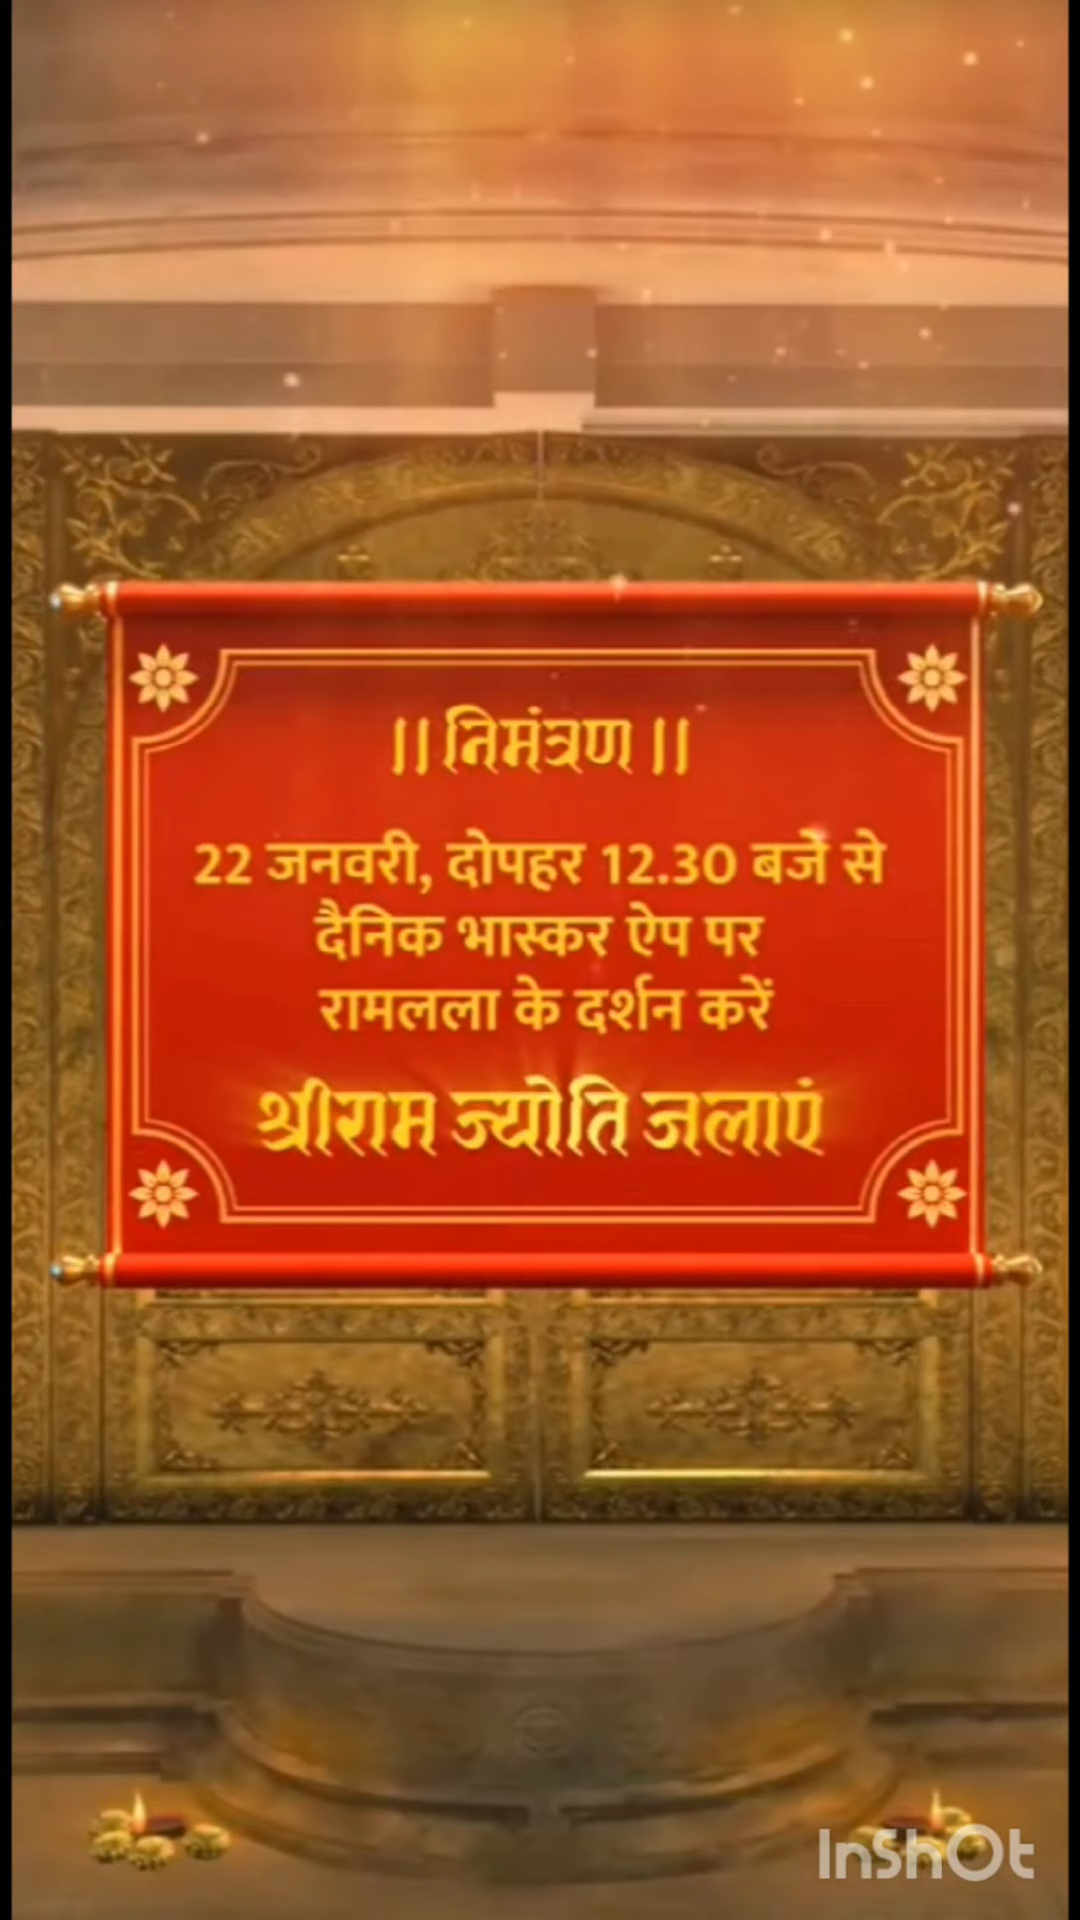 ।। निमंत्रण ।।
22 जनवरी, दोपहर 12.30 बजे से
दैनिक भास्कर ऐप पर
रामलला के दर्शन करें
श्रीराम ज्योति जलाएं
InShOt